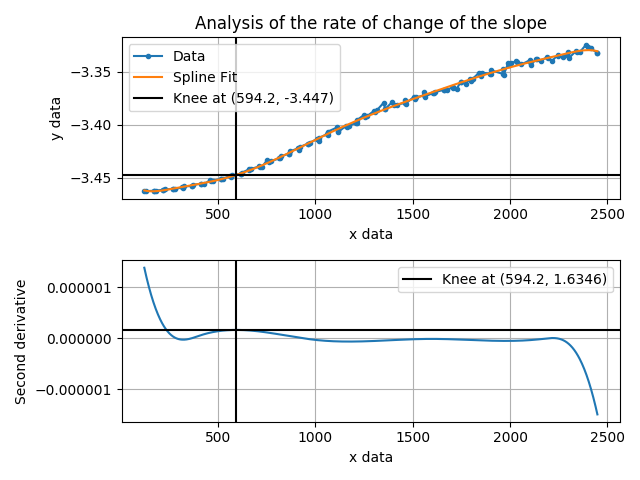 Analysis of the rate of change of the slope
Data
Spline Fit
Knee at (594.2, -3.447)
y data
−3.35
−3.40
−3.45
500 1000 1500 2000 2500
x data
Knee at (594.2, 1.6346)
Second derivative
0.000001
0.000000
−0.000001
500 1000 1500 2000 2500
x data